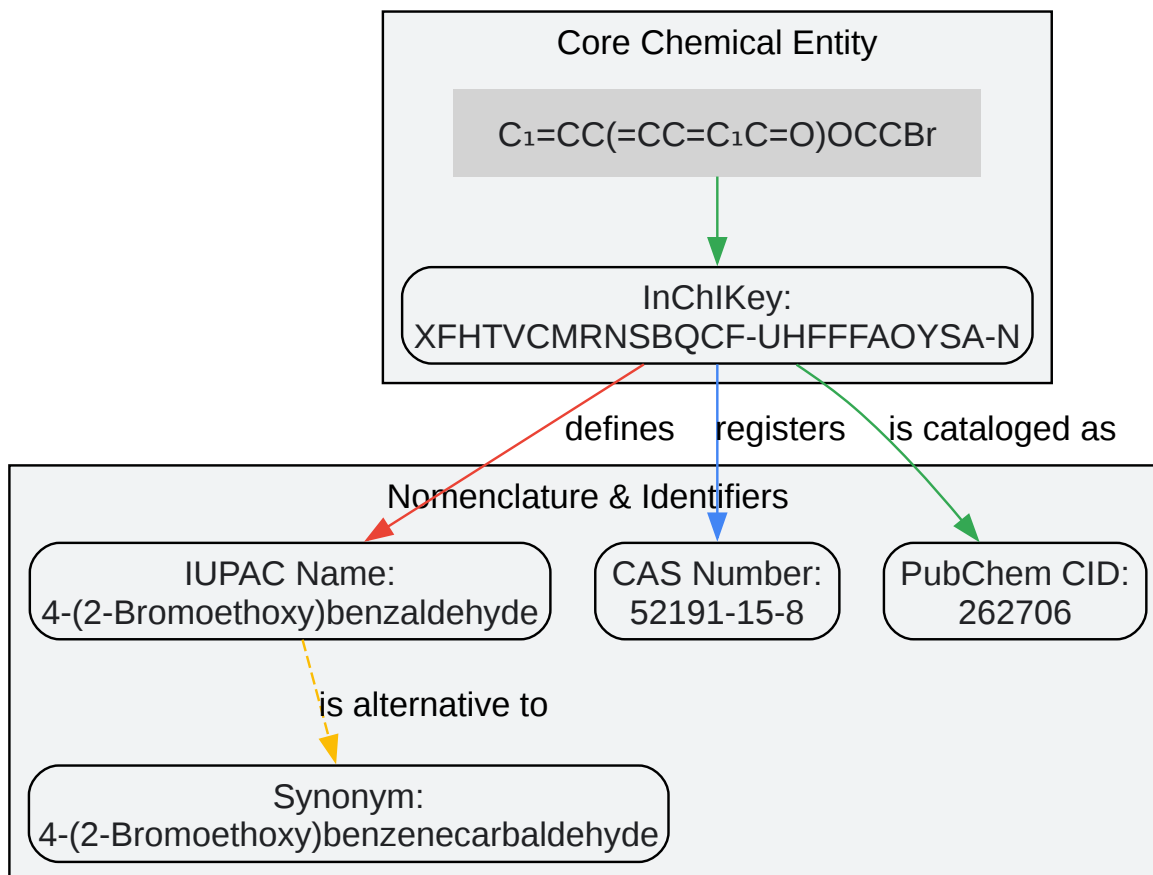 Core Chemical Entity
C₁=CC(=CC=C₁C=O)OCCBr
InChIKey:
XFHTVCMRNSBQCF-UHFFFAOYSA-N
defines
registers
is cataloged as
Nomenclature & Identifiers
IUPAC Name:
4-(2-Bromoethoxy)benzaldehyde
CAS Number:
52191-15-8
PubChem CID:
262706
is alternative to
Synonym:
4-(2-Bromoethoxy)benzenecarbaldehyde